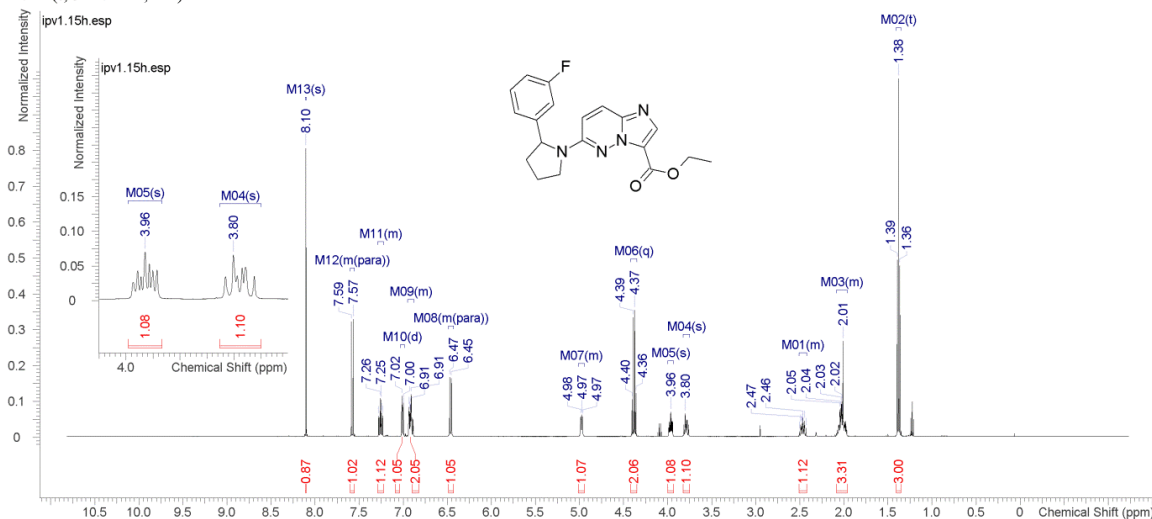 ipv1.15h.esp
Normalized Intensity
0.8
0.7
0.6
0.5
0.4
0.3
0.2
0.1
0
ipv1.15h.esp
Normalized Intensity
0.15
0.10
0.05
0
M05(s)
3.96
M04(s)
3.80
1.08
1.10
4.0
Chemical Shift (ppm)
F
N
N
N
N
O
O
M13(s)
8.10
M12(m(para))
7.59
7.57
M11(m)
7.26
7.25
M10(d)
7.02
7.00
M09(m)
6.91
6.91
M08(m(para))
6.47
6.45
M07(m)
4.98
4.97
4.97
M06(q)
4.40
4.39
4.37
4.36
M05(s)
3.96
M04(s)
3.80
M01(m)
2.47
2.46
M03(m)
2.05
2.04
2.03
2.02
2.01
M02(t)
1.39
1.38
1.36
0.87
1.02
1.12
1.05
2.05
1.05
1.07
2.06
1.08
1.10
1.12
3.31
3.00
10.5 10.0 9.5 9.0 8.5 8.0 7.5 7.0 6.5 6.0 5.5 5.0 4.5 4.0 3.5 3.0 2.5 2.0 1.5 1.0 0.5 0 Chemical Shift (ppm)